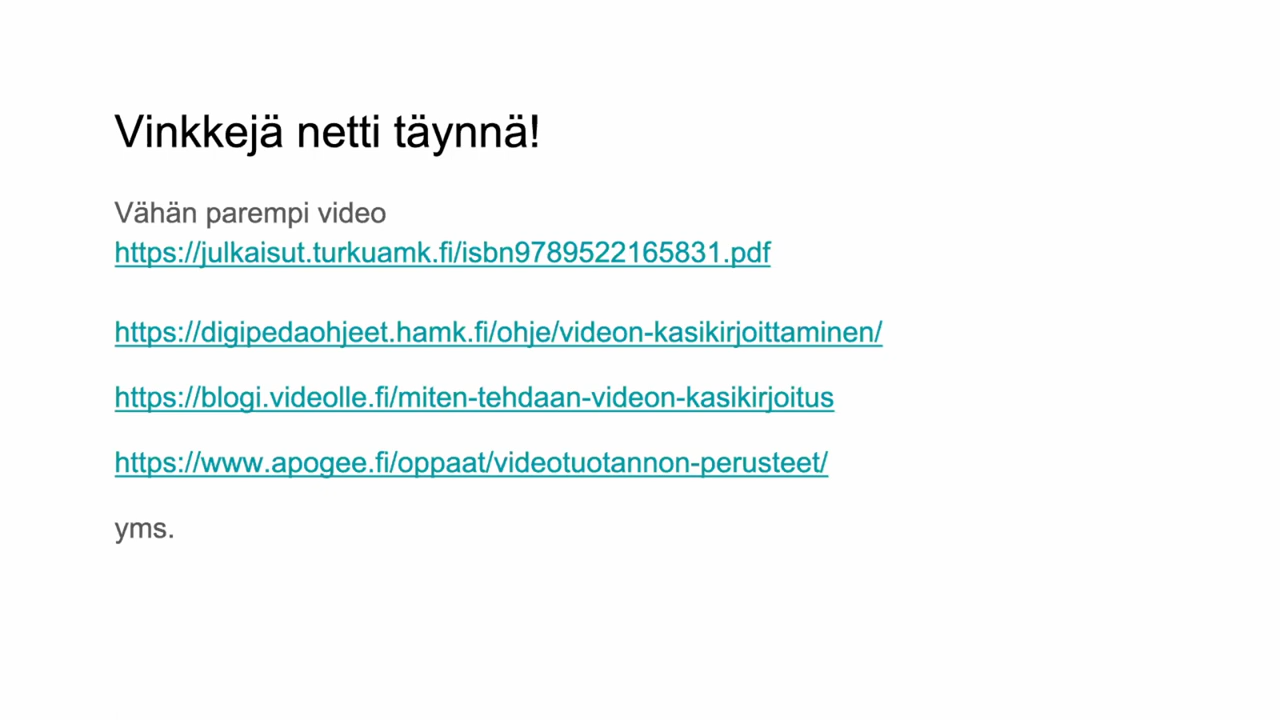 Vinkkejä netti täynnä!
Vähän parempi video
https://julkaisut.turkuamk.fi/isbn9789522165831.pdf
https://digipedaohjeet.hamk.fi/ohje/videon-kasikirjoittaminen/
https://blogi.videolle.fi/miten-tehdaan-videon-kasikirjoitus
https://www.apogee.fi/oppaat/videotuotannon-perusteet/
yms.